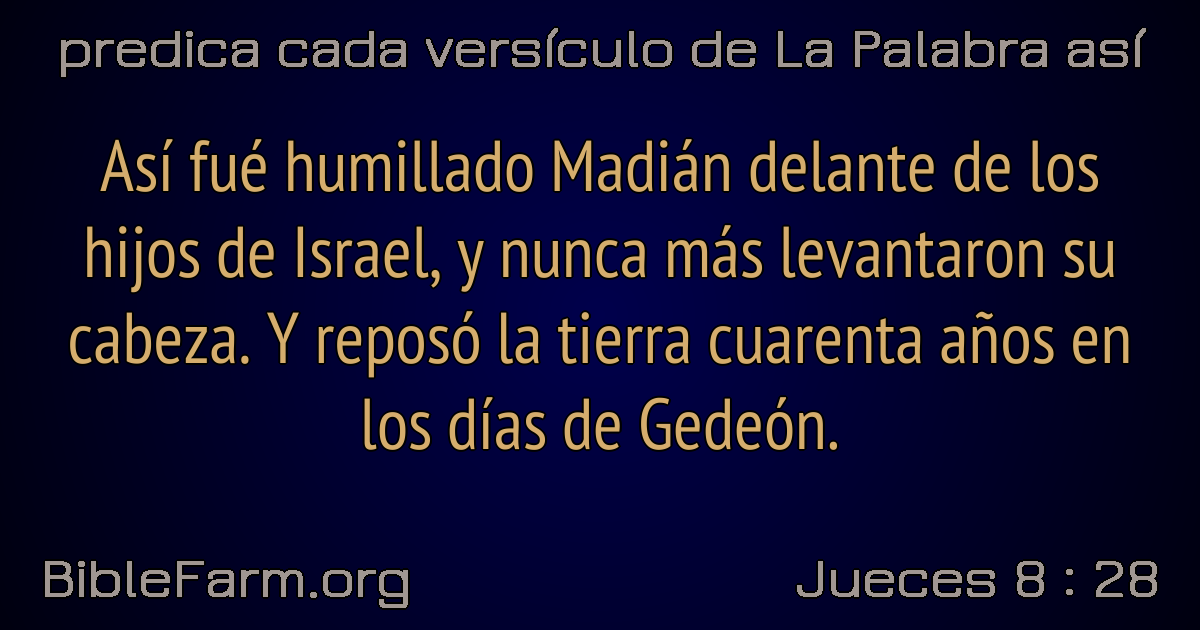 predica cada versículo de La Palabra así
Así fué humillado Madián delante de los
hijos de Israel, y nunca más levantaron su
cabeza. Y reposó la tierra cuarenta años en
los días de Gedeón.
BibleFarm.org
Jueces 8 : 28